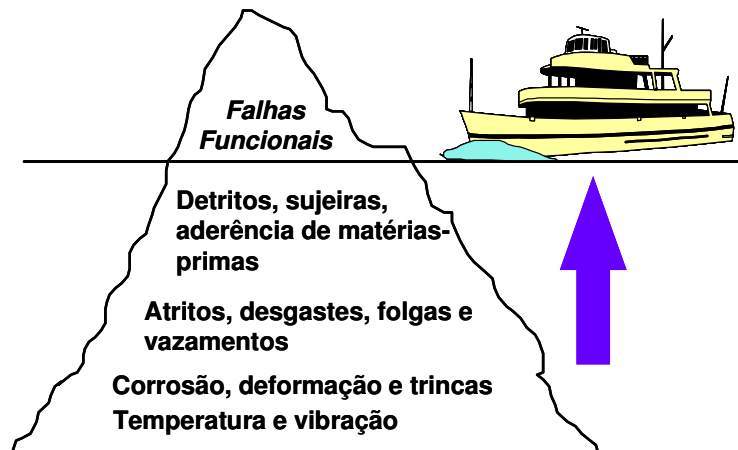 Falhas
Funcionais
Detritos, sujeiras,
aderência de matérias-
primas
Atritos, desgastes, folgas e
vazamentos
Corrosão, deformação e trincas
Temperatura e vibração